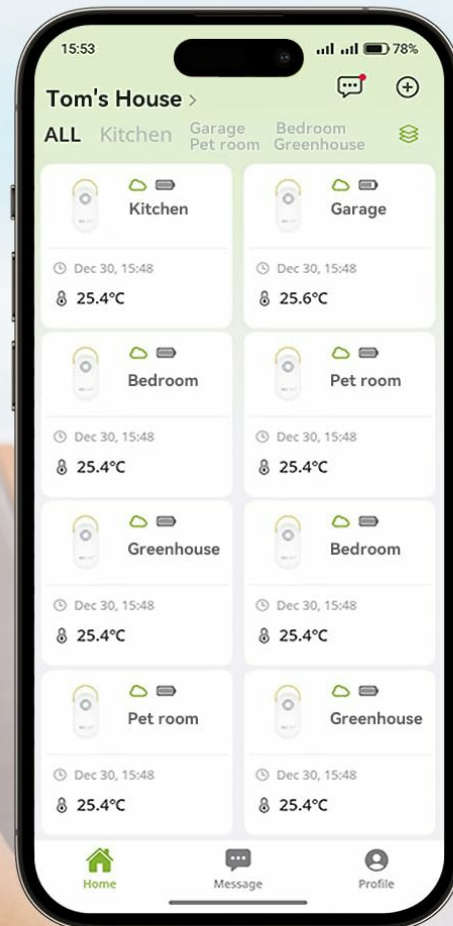 15:53
78%
Tom's House >
ALL Kitchen Garage Bedroom
Pet room Greenhouse
Kitchen
Garage
Dec 30, 15:48
Dec 30, 15:48
25.4°C
25.6°C
Bedroom
Pet room
Dec 30, 15:48
Dec 30, 15:48
25.4°C
25.4°C
Greenhouse
Bedroom
Dec 30, 15:48
Dec 30, 15:48
25.4°C
25.4°C
Pet room
Greenhouse
Dec 30, 15:48
Dec 30, 15:48
25.4°C
25.4°C
Home
Message
Profile